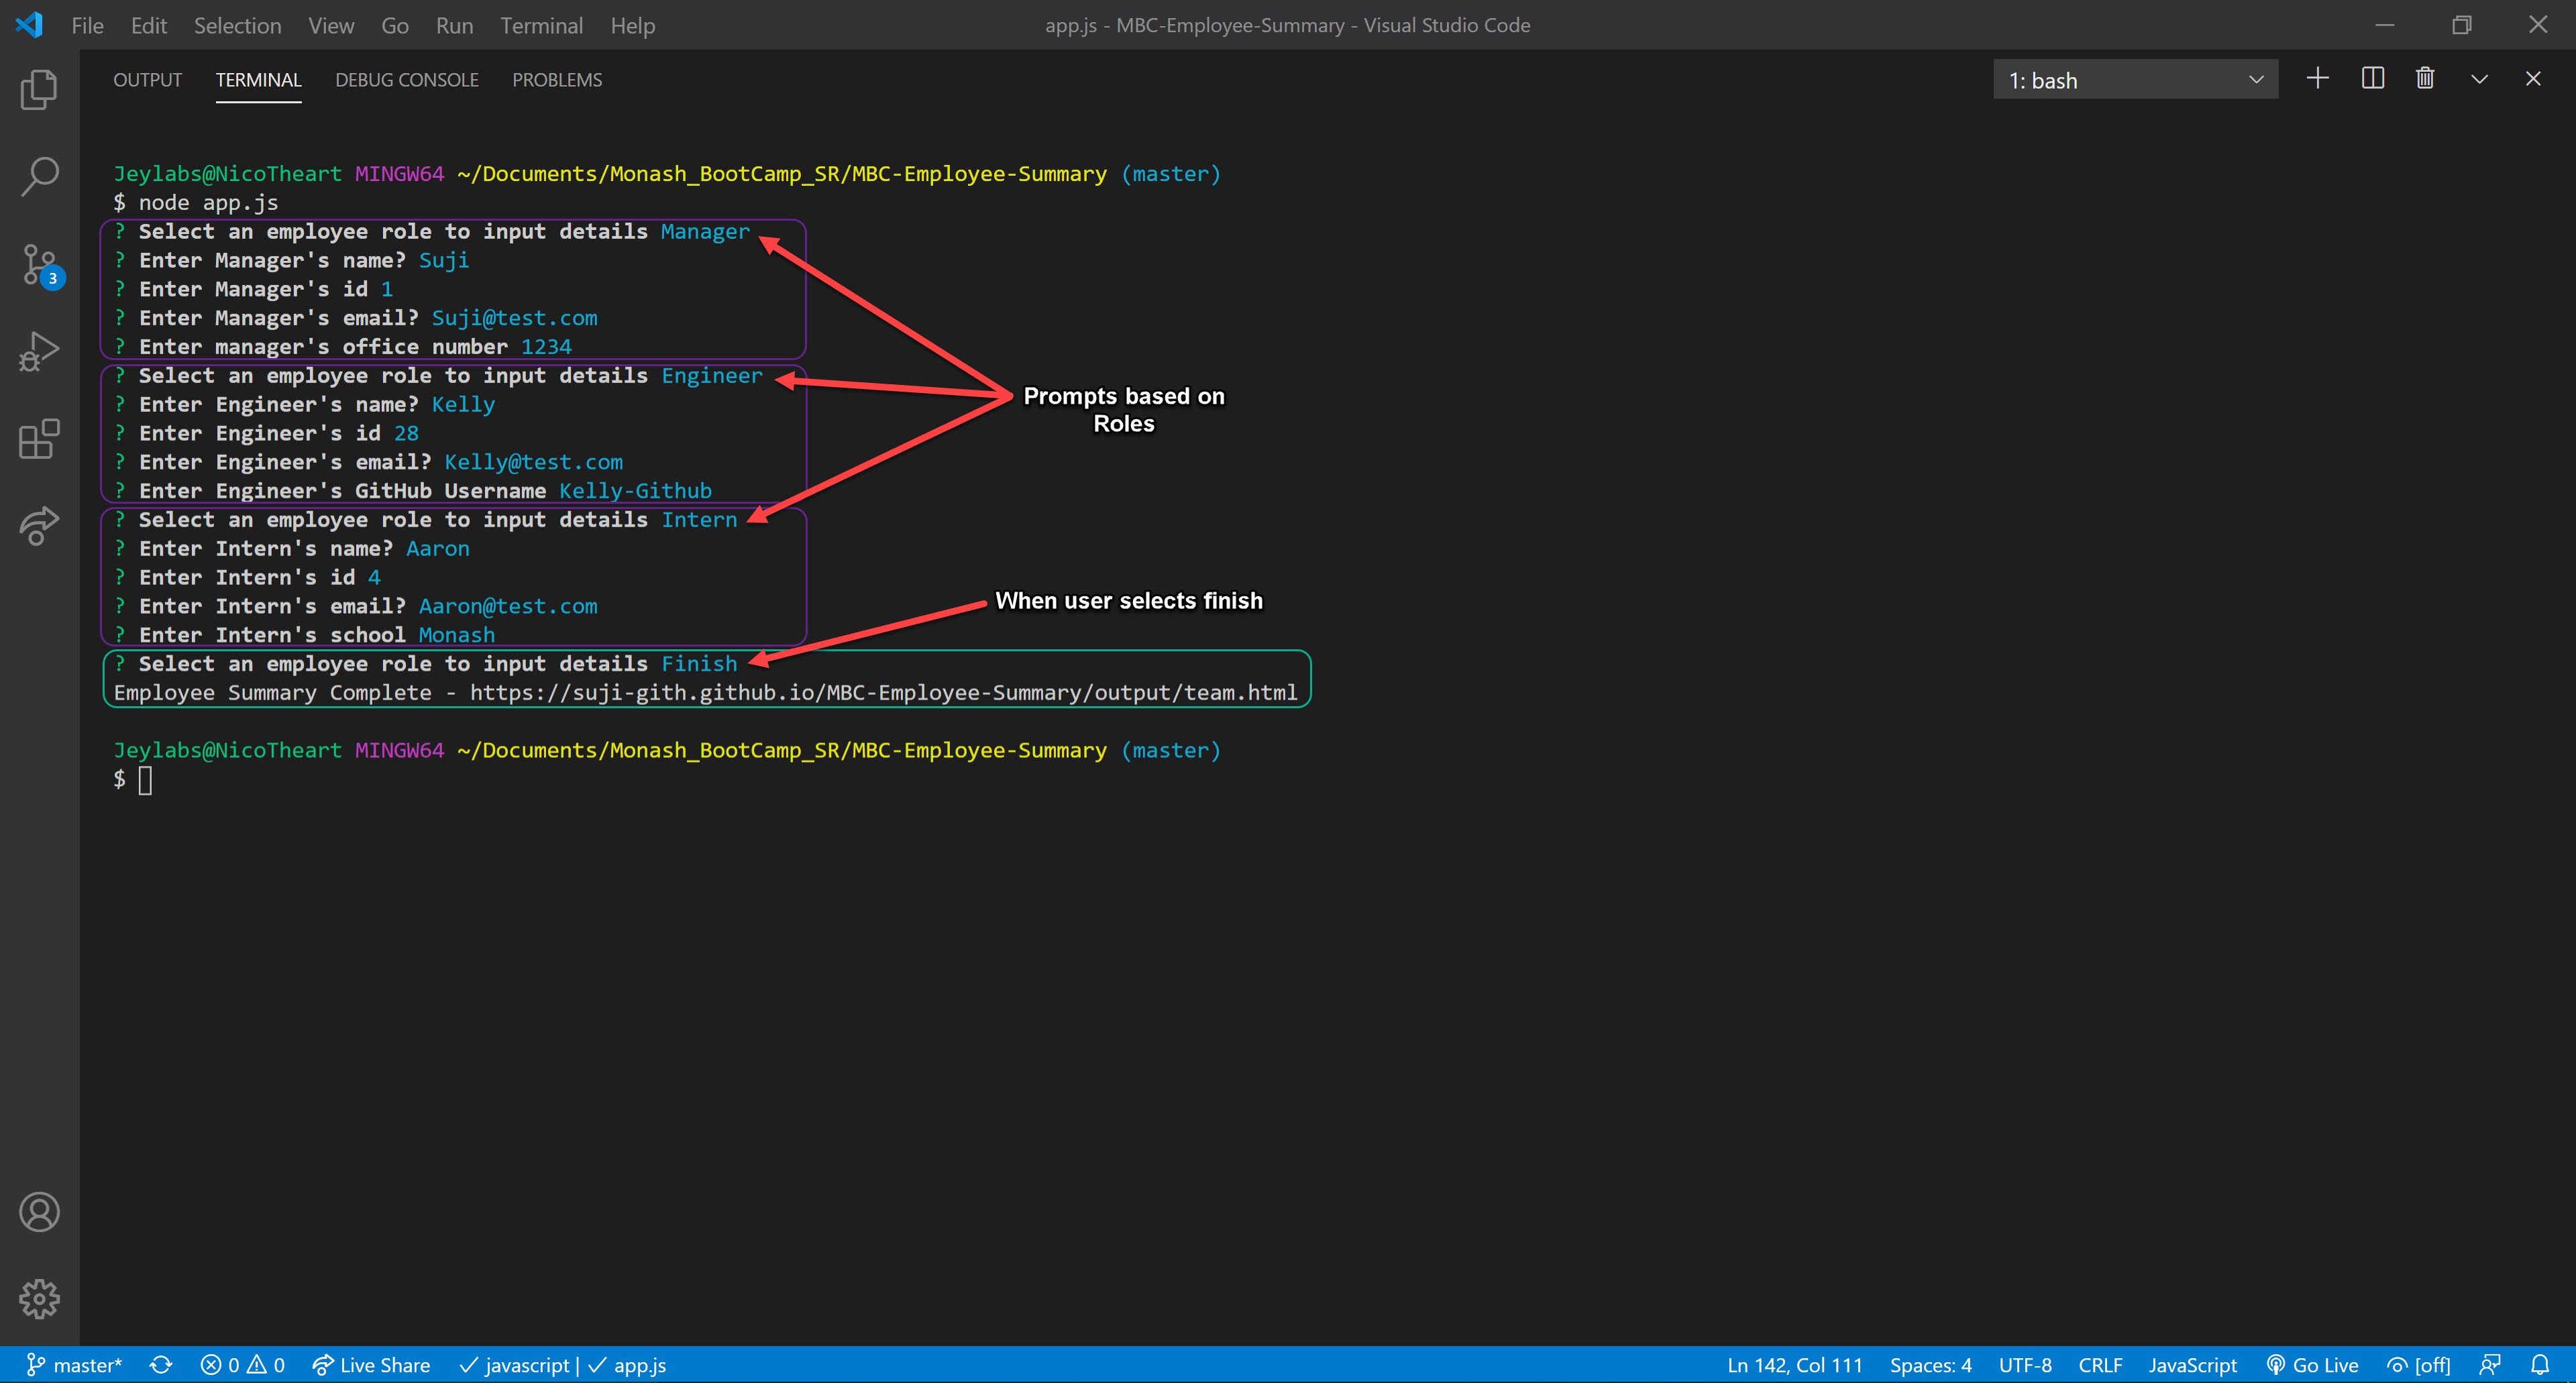 File Edit Selection View Go Run Terminal Help
app.js - MBC-Employee-Summary - Visual Studio Code
OUTPUT TERMINAL DEBUG CONSOLE PROBLEMS
1: bash
3
Jeylabs@NicoTheart MINGW64 ~/Documents/Monash_BootCamp_SR/MBC-Employee-Summary (master)
$ node app.js
? Select an employee role to input details Manager
? Enter Manager's name? Suji
? Enter Manager's id 1
? Enter Manager's email? Suji@test.com
? Enter manager's office number 1234
? Select an employee role to input details Engineer
? Enter Engineer's name? Kelly
? Enter Engineer's id 28
? Enter Engineer's email? Kelly@test.com
? Enter Engineer's GitHub Username Kelly-Github
? Select an employee role to input details Intern
? Enter Intern's name? Aaron
? Enter Intern's id 4
? Enter Intern's email? Aaron@test.com
? Enter Intern's school Monash
? Select an employee role to input details Finish
Employee Summary Complete - https://suji-gith.github.io/MBC-Employee-Summary/output/team.html
Prompts based on
Roles
When user selects finish
Jeylabs@NicoTheart MINGW64 ~/Documents/Monash_BootCamp_SR/MBC-Employee-Summary (master)
$
master* 0 0 Live Share javascript | app.js
Ln 142, Col 111 Spaces: 4 UTF-8 CRLF JavaScript Go Live [off]